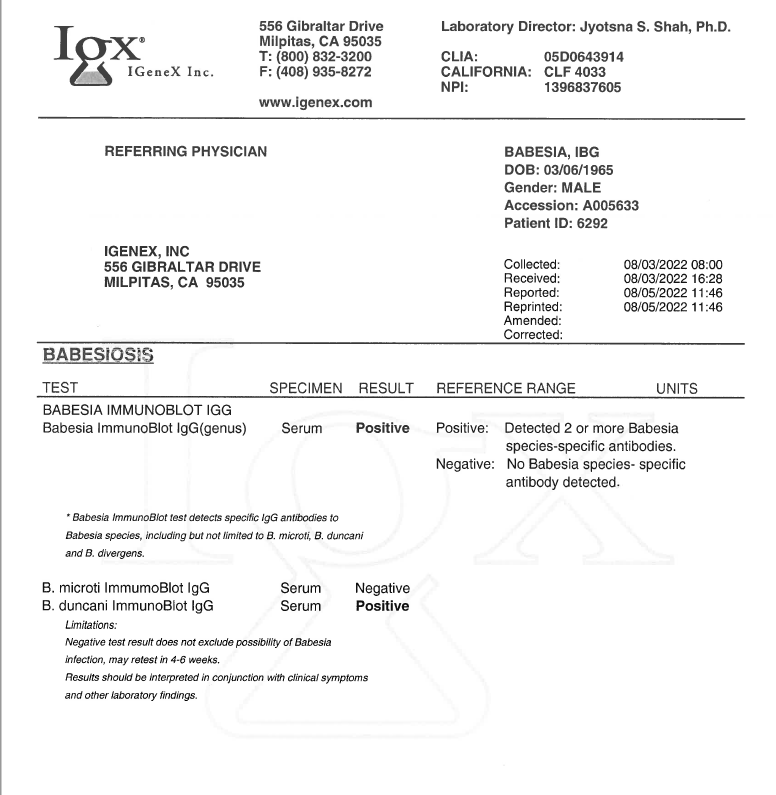 Igx®
IGeneX Inc.
556 Gibraltar Drive
Milpitas, CA 95035
T: (800) 832-3200
F: (408) 935-8272
www.igenex.com
Laboratory Director: Jyotsna S. Shah, Ph.D.
CLIA: 05D0643914
CALIFORNIA: CLF 4033
NPI: 1396837605
REFERRING PHYSICIAN
IGENEX, INC
556 GIBRALTAR DRIVE
MILPITAS, CA 95035
BABESIA, IBG
DOB: 03/06/1965
Gender: MALE
Accession: A005633
Patient ID: 6292
Collected: 08/03/2022 08:00
Received: 08/03/2022 16:28
Reported: 08/05/2022 11:46
Reprinted: 08/05/2022 11:46
Amended:
Corrected:
BABESIOSIS
TEST SPECIMEN RESULT REFERENCE RANGE UNITS
BABESIA IMMUNOBLOT IGG
Babesia ImmunoBlot IgG(genus) Serum Positive Positive: Detected 2 or more Babesia
species-specific antibodies.
Negative: No Babesia species- specific
antibody detected.
* Babesia ImmunoBlot test detects specific IgG antibodies to
Babesia species, including but not limited to B. microti, B. duncani
and B. divergens.
B. microti ImmumoBlot IgG Serum Negative
B. duncani ImmunoBlot IgG Serum Positive
Limitations:
Negative test result does not exclude possibility of Babesia
infection, may retest in 4-6 weeks.
Results should be interpreted in conjunction with clinical symptoms
and other laboratory findings.